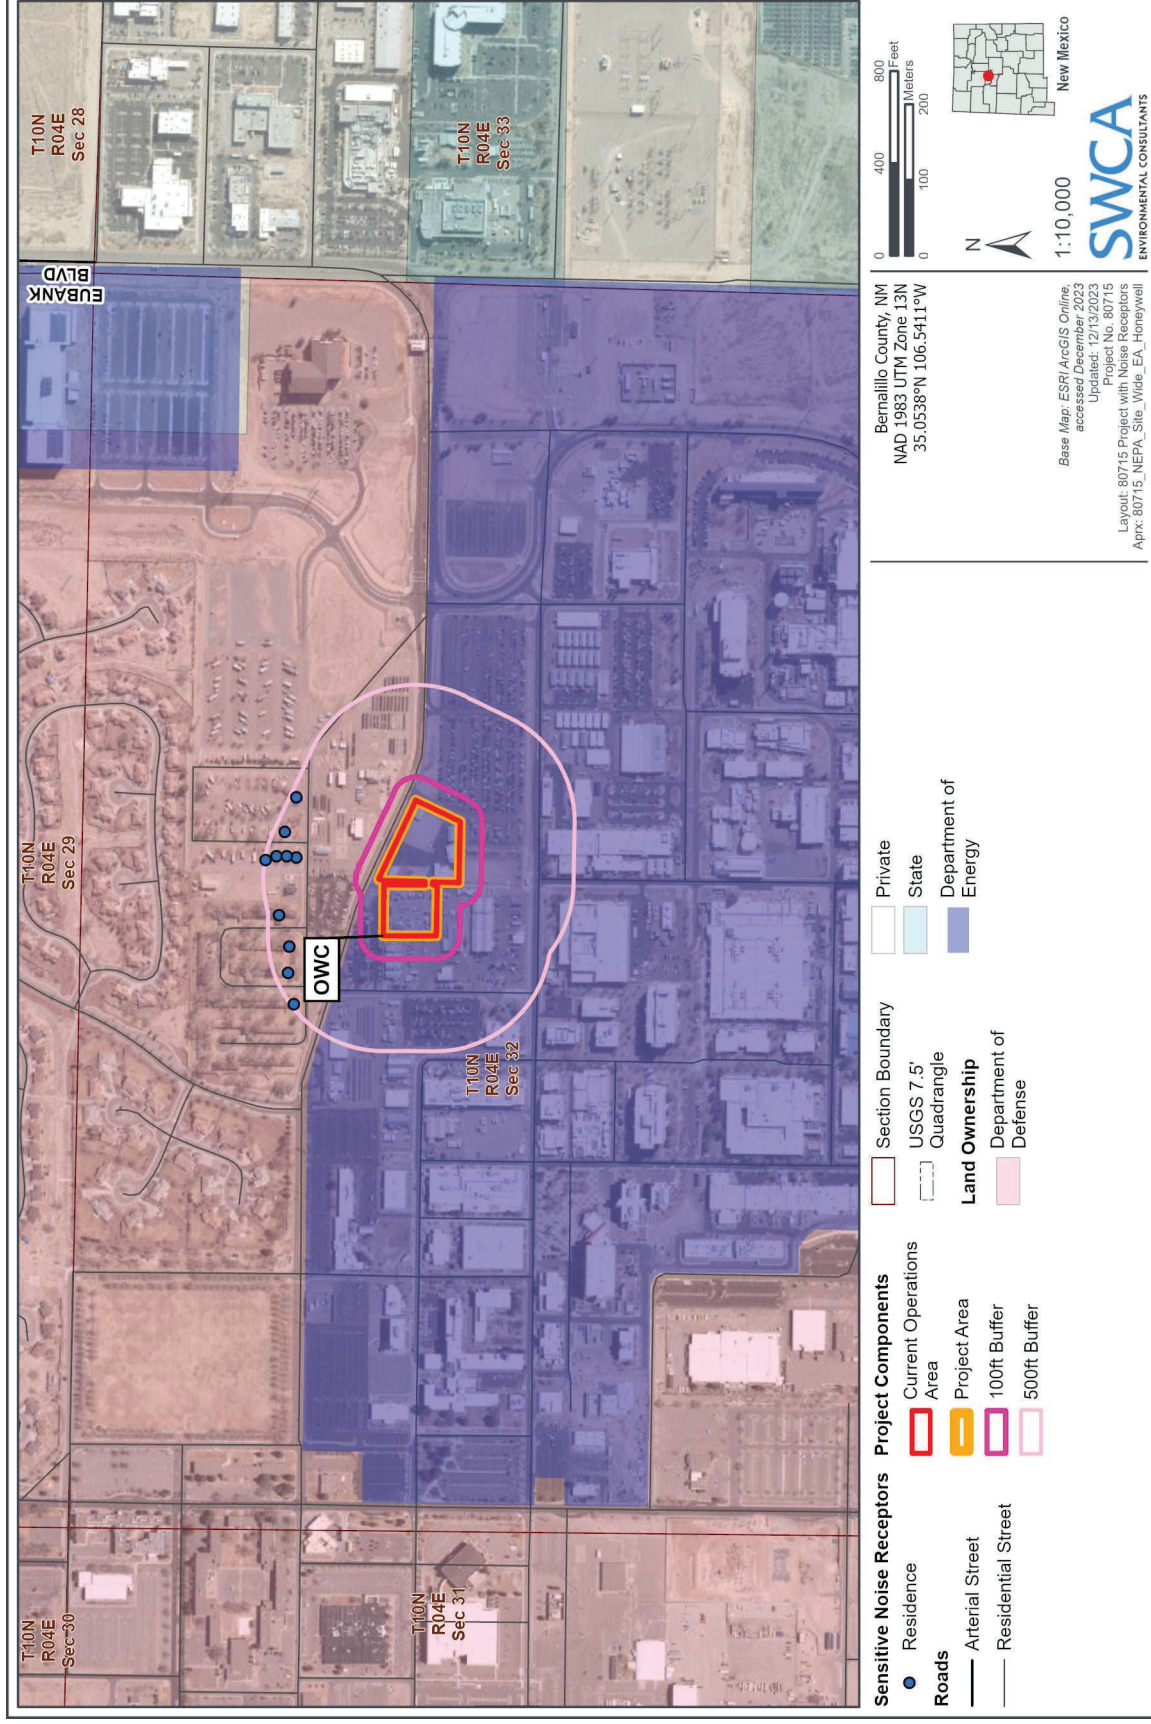 T10N
R04E
Sec 28
EUBANK
BLVD
T10N
R04E
Sec 29
T10N
R04E
Sec 30
T10N
R04E
Sec 33
OWC
T10N
R04E
Sec 32
T10N
R04E
Sec 31
Sensitive Noise Receptors
Residence
Roads
Arterial Street
Residential Street
Project Components
Current Operations
Area
Project Area
100ft Buffer
500ft Buffer
Section Boundary
USGS 7.5'
Quadrangle
Land Ownership
Department of
Defense
Private
State
Department of
Energy
Bernalillo County, NM
NAD 1983 UTM Zone 13N
35.0538°N 106.5411°W
Base Map: ESRI ArcGIS Online,
accessed December 2023
Updated: 12/13/2023
Project No. 80715
Layout: 80715 Project with Noise Receptors
Aprx: 80715_NEPA_Site_Wide_EA_Honeywell
0 400 800
Feet
Meters
0 100 200
N
1:10,000
New Mexico
SWCA
ENVIRONMENTAL CONSULTANTS